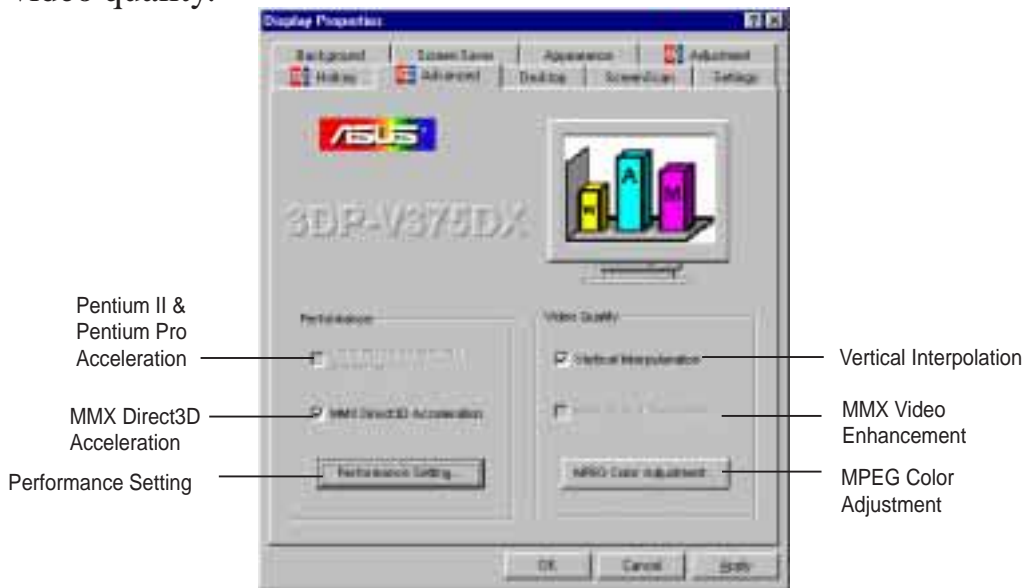 video quality.
Display Properties
Background Screen Saver Appearance Adjustment
Hotkey Advanced Desktop ScreenScan Settings
ASUS
3DP-V375DX
A M
Performance Video Quality
Pentium II &
Pentium Pro
Acceleration
Vertical Interpolation
Vertical Interpolation
MMX Direct3D
Acceleration
MMX Direct3D Acceleration
MMX Video
Enhancement
Performance Setting
Performance Setting...
MPEG Color Adjustment
MPEG Color
Adjustment
OK Cancel Apply